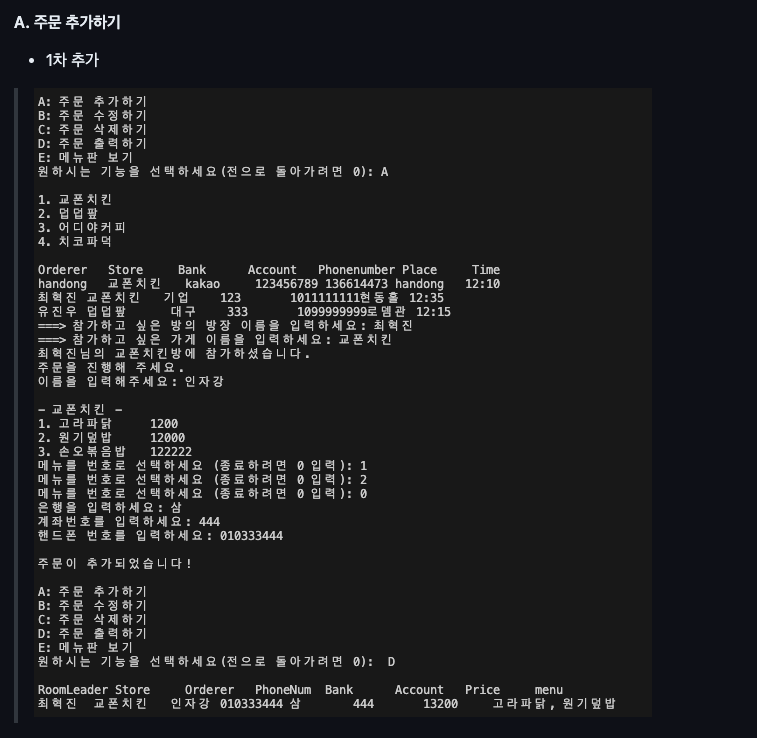 A. 주문 추가하기
• 1차 추가
A: 주문 추가하기
B: 주문 수정하기
C: 주문 삭제하기
D: 주문 출력하기
E: 메뉴판 보기
원하시는 기능을 선택하세요(전으로 돌아가려면 0): A
1. 교폰치킨
2. 덥덥팦
3. 어디야커피
4. 치코파덕
Orderer Store Bank Account Phonenumber Place Time
handong 교폰치킨 kakao 123456789 136614473 handong 12:10
최혁진 교폰치킨 기업 123 1011111111현동홀 12:35
유진우 덥덥팦 대구 333 1099999999로뎀관 12:15
===> 참가하고 싶은 방의 방장 이름을 입력하세요: 최혁진
===> 참가하고 싶은 가게 이름을 입력하세요: 교폰치킨
최혁진님의 교폰치킨방에 참가하셨습니다.
주문을 진행해 주세요.
이름을 입력해주세요: 인자강
- 교폰치킨 -
1. 고라파닭 1200
2. 원기덮밥 12000
3. 손오볶음밥 122222
메뉴를 번호로 선택하세요 (종료하려면 0 입력): 1
메뉴를 번호로 선택하세요 (종료하려면 0 입력): 2
메뉴를 번호로 선택하세요 (종료하려면 0 입력): 0
은행을 입력하세요: 삼
계좌번호를 입력하세요: 444
핸드폰 번호를 입력하세요: 010333444
주문이 추가되었습니다!
A: 주문 추가하기
B: 주문 수정하기
C: 주문 삭제하기
D: 주문 출력하기
E: 메뉴판 보기
원하시는 기능을 선택하세요(전으로 돌아가려면 0): D
RoomLeader Store Orderer PhoneNum Bank Account Price menu
최혁진 교폰치킨 인자강 010333444 삼 444 13200 고라파닭, 원기덮밥